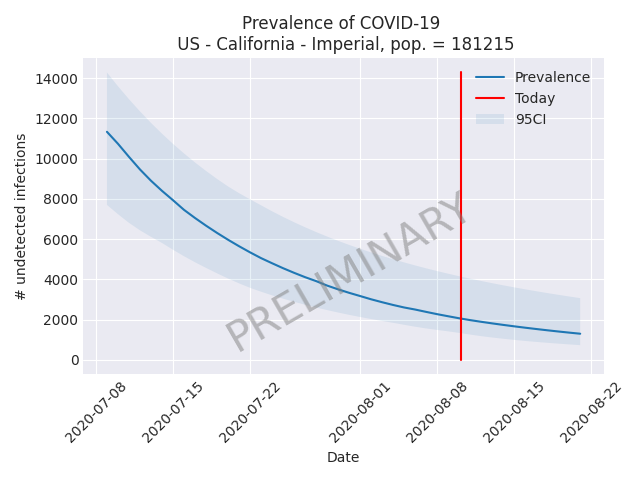 Prevalence of COVID-19
US - California - Imperial, pop. = 181215
14000
12000
10000
8000
6000
4000
2000
0
# undetected infections
Prevalence
Today
95CI
PRELIMINARY
2020-07-08
2020-07-15
2020-07-22
2020-08-01
2020-08-08
2020-08-15
2020-08-22
Date